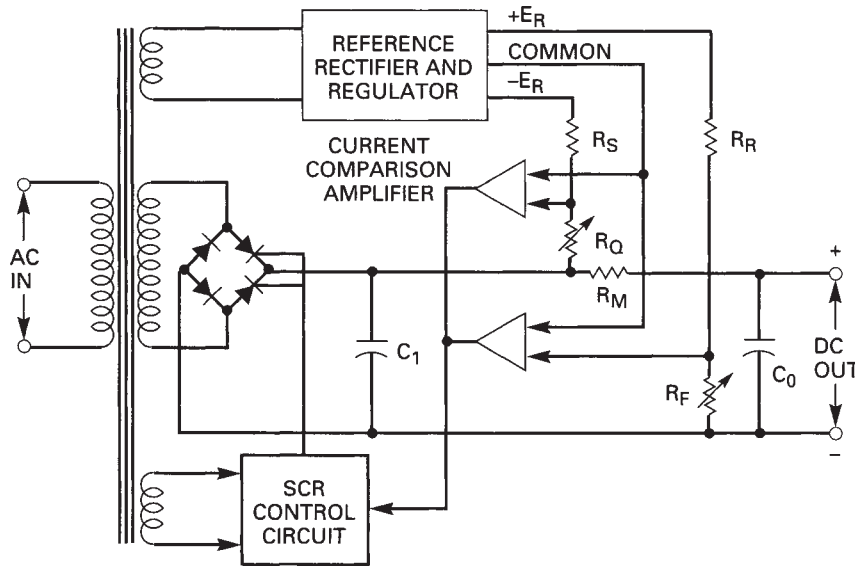 +E_R
REFERENCE
RECTIFIER AND
REGULATOR
COMMON
–E_R
CURRENT
COMPARISON
AMPLIFIER
R_S
R_R
AC
IN
R_Q
+
R_M
C_1
DC
OUT
C_0
R_F
–
SCR
CONTROL
CIRCUIT